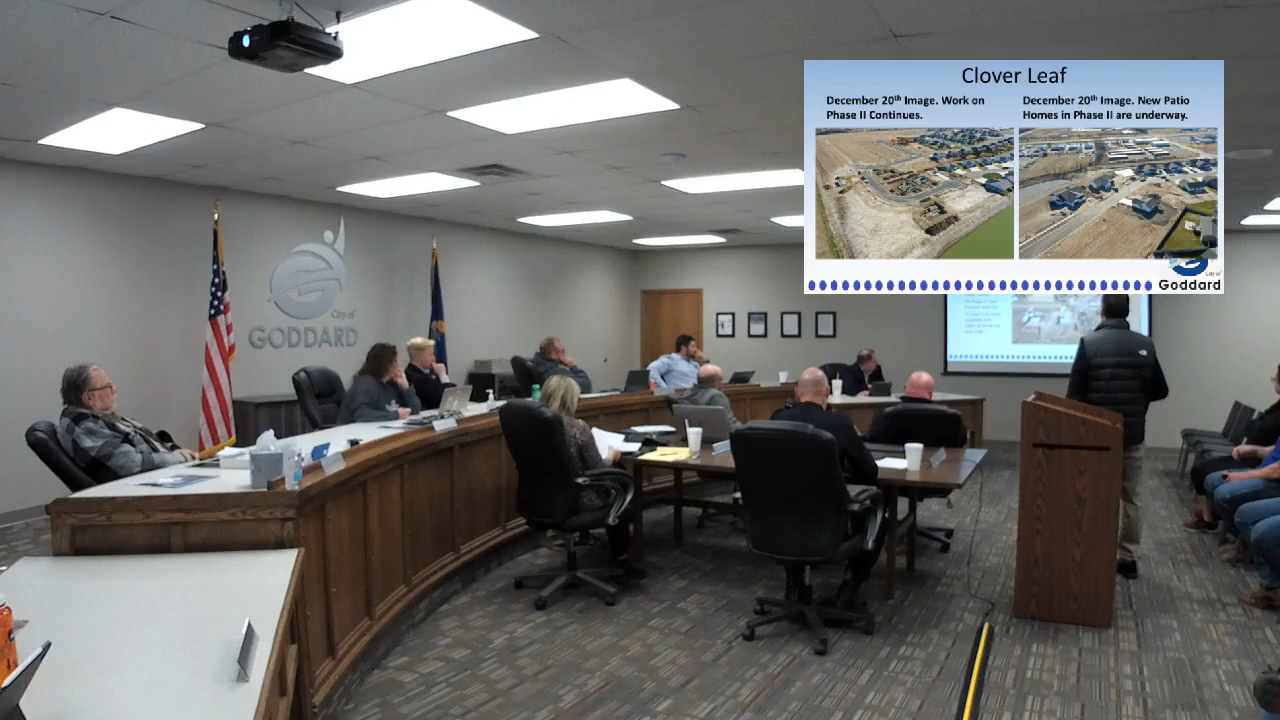 Clover Leaf
December 20th Image. Work on
Phase II Continues.
December 20th Image. New Patio
Homes in Phase II are underway.
City of
Goddard
City of
GODDARD